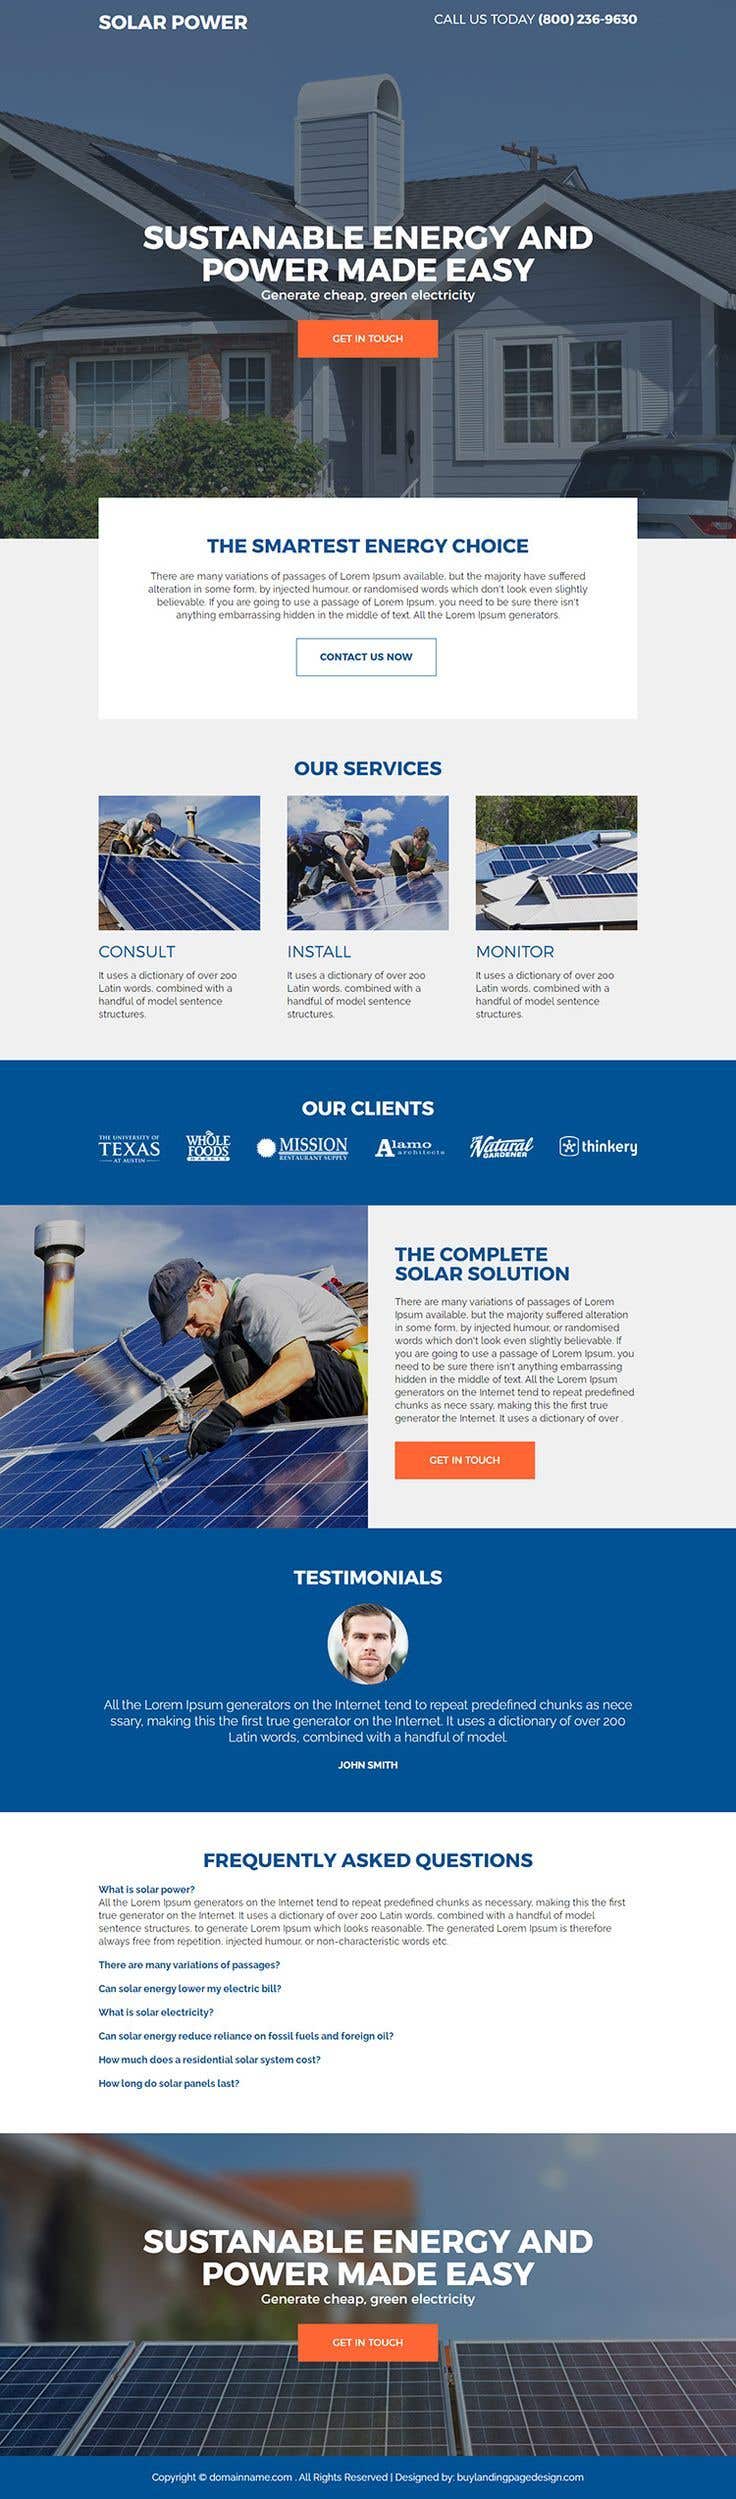 SOLAR POWER
CALL US TODAY (800) 236-9630
SUSTANABLE ENERGY AND
POWER MADE EASY
Generate cheap, green electricity
GET IN TOUCH
THE SMARTEST ENERGY CHOICE
There are many variations of passages of Lorem Ipsum available, but the majority have suffered
alteration in some form, by injected humour, or randomised words which don't look even slightly
believable. If you are going to use a passage of Lorem Ipsum, you need to be sure there isn't
anything embarrassing hidden in the middle of text. All the Lorem Ipsum generators.
CONTACT US NOW
OUR SERVICES
CONSULT
It uses a dictionary of over 200
Latin words, combined with a
handful of model sentence
structures.
INSTALL
It uses a dictionary of over 200
Latin words, combined with a
handful of model sentence
structures.
MONITOR
It uses a dictionary of over 200
Latin words, combined with a
handful of model sentence
structures.
OUR CLIENTS
THE UNIVERSITY OF
TEXAS
AT AUSTIN
WHOLE
FOODS
MARKET
MISSION
RESTAURANT SUPPLY
Alamo
architects
THE Natural
GARDENER
thinkery
THE COMPLETE
SOLAR SOLUTION
There are many variations of passages of Lorem
Ipsum available, but the majority suffered alteration
in some form, by injected humour, or randomised
words which don't look even slightly believable. If
you are going to use a passage of Lorem Ipsum, you
need to be sure there isn't anything embarrassing
hidden in the middle of text. All the Lorem Ipsum
generators on the Internet tend to repeat predefined
chunks as nece ssary, making this the first true
generator the Internet. It uses a dictionary of over .
GET IN TOUCH
TESTIMONIALS
All the Lorem Ipsum generators on the Internet tend to repeat predefined chunks as nece
ssary, making this the first true generator on the Internet. It uses a dictionary of over 200
Latin words, combined with a handful of model.
JOHN SMITH
FREQUENTLY ASKED QUESTIONS
What is solar power?
All the Lorem Ipsum generators on the Internet tend to repeat predefined chunks as necessary, making this the first
true generator on the Internet. It uses a dictionary of over 200 Latin words, combined with a handful of model
sentence structures, to generate Lorem Ipsum which looks reasonable. The generated Lorem Ipsum is therefore
always free from repetition, injected humour, or non-characteristic words etc.
There are many variations of passages?
Can solar energy lower my electric bill?
What is solar electricity?
Can solar energy reduce reliance on fossil fuels and foreign oil?
How much does a residential solar system cost?
How long do solar panels last?
SUSTANABLE ENERGY AND
POWER MADE EASY
Generate cheap, green electricity
GET IN TOUCH
Copyright © domainname.com . All Rights Reserved | Designed by: buylandingpagedesign.com